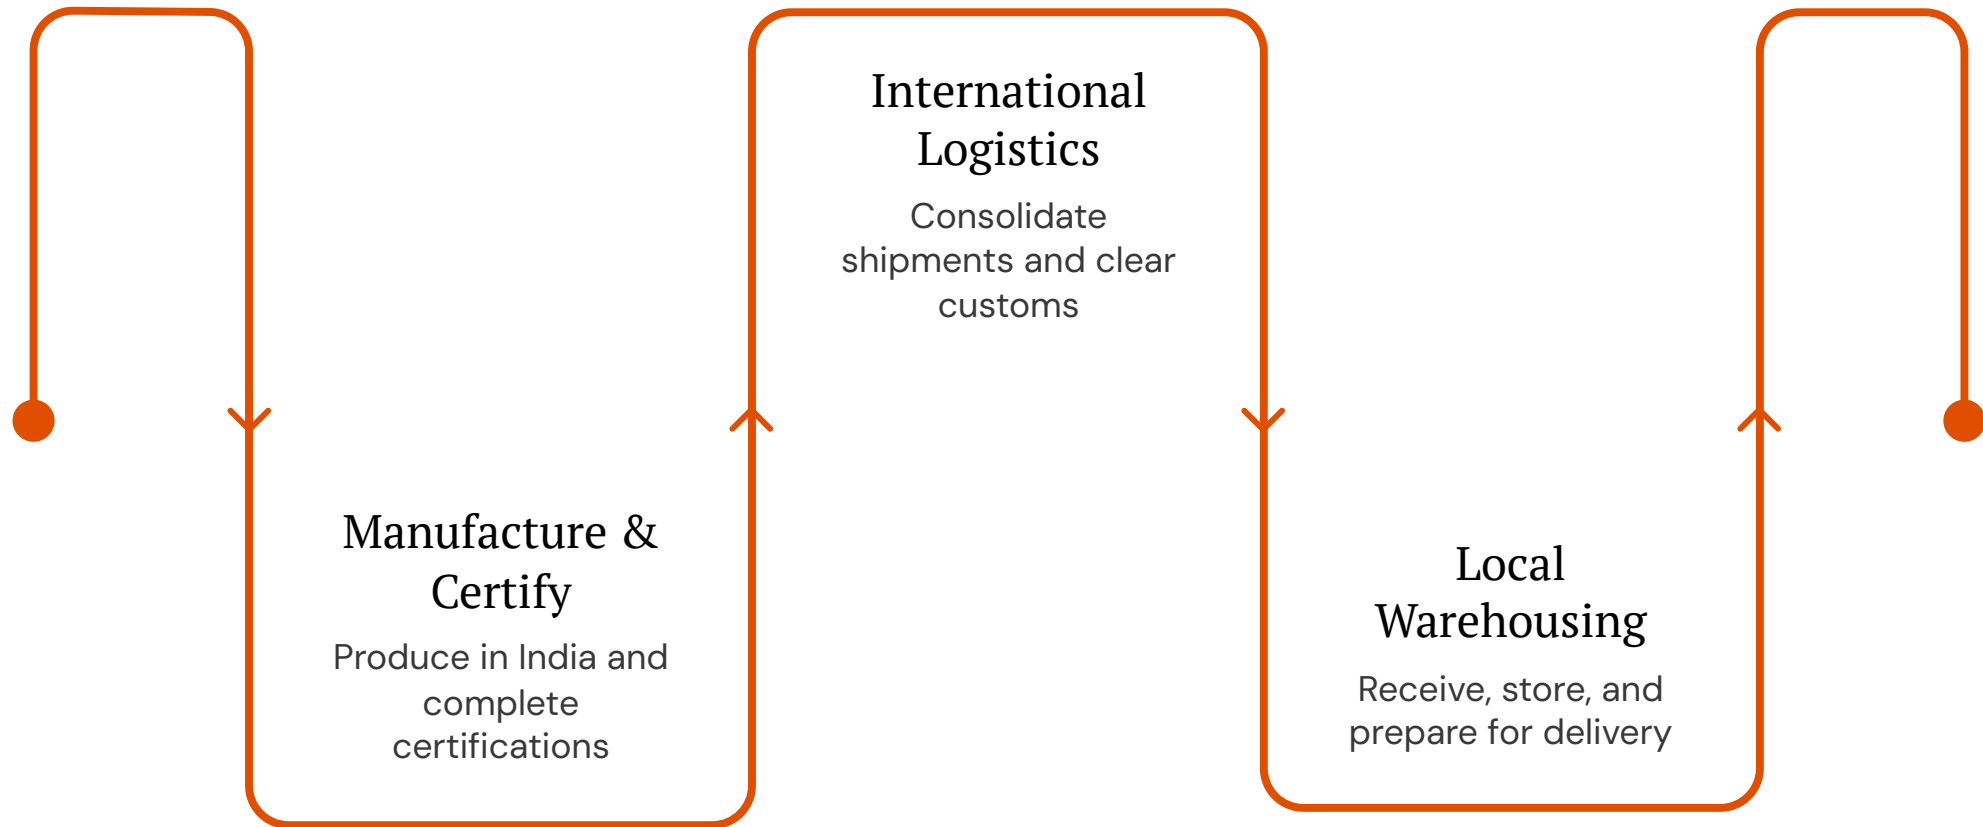 Manufacture &
Certify
Produce in India and
complete
certifications
International
Logistics
Consolidate
shipments and clear
customs
Local
Warehousing
Receive, store, and
prepare for delivery